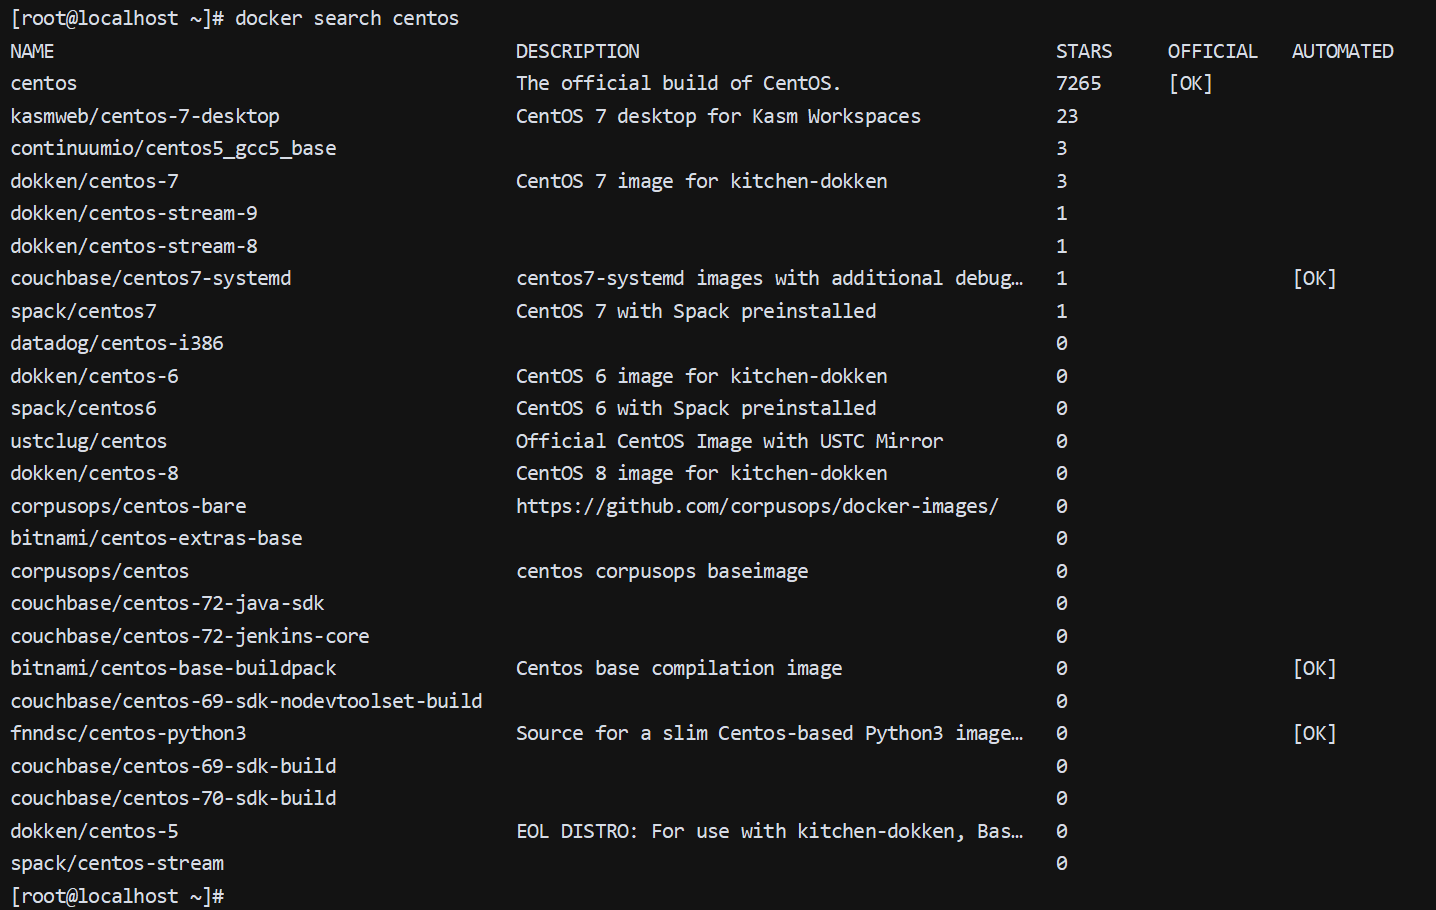 [root@localhost ~]# docker search centos
NAME DESCRIPTION STARS OFFICIAL AUTOMATED
centos The official build of CentOS. 7265 [OK]
kasmweb/centos-7-desktop CentOS 7 desktop for Kasm Workspaces 23
continuumio/centos5_gcc5_base 3
dokken/centos-7 CentOS 7 image for kitchen-dokken 3
dokken/centos-stream-9 1
dokken/centos-stream-8 1
couchbase/centos7-systemd centos7-systemd images with additional debug… 1 [OK]
spack/centos7 CentOS 7 with Spack preinstalled 1
datadog/centos-i386 0
dokken/centos-6 CentOS 6 image for kitchen-dokken 0
spack/centos6 CentOS 6 with Spack preinstalled 0
ustclug/centos Official CentOS Image with USTC Mirror 0
dokken/centos-8 CentOS 8 image for kitchen-dokken 0
corpusops/centos-bare https://github.com/corpusops/docker-images/ 0
bitnami/centos-extras-base 0
corpusops/centos centos corpusops baseimage 0
couchbase/centos-72-java-sdk 0
couchbase/centos-72-jenkins-core 0
bitnami/centos-base-buildpack Centos base compilation image 0 [OK]
couchbase/centos-69-sdk-nodevtoolset-build 0
fnndsc/centos-python3 Source for a slim Centos-based Python3 image… 0 [OK]
couchbase/centos-69-sdk-build 0
couchbase/centos-70-sdk-build 0
dokken/centos-5 EOL DISTRO: For use with kitchen-dokken, Bas… 0
spack/centos-stream 0
[root@localhost ~]#